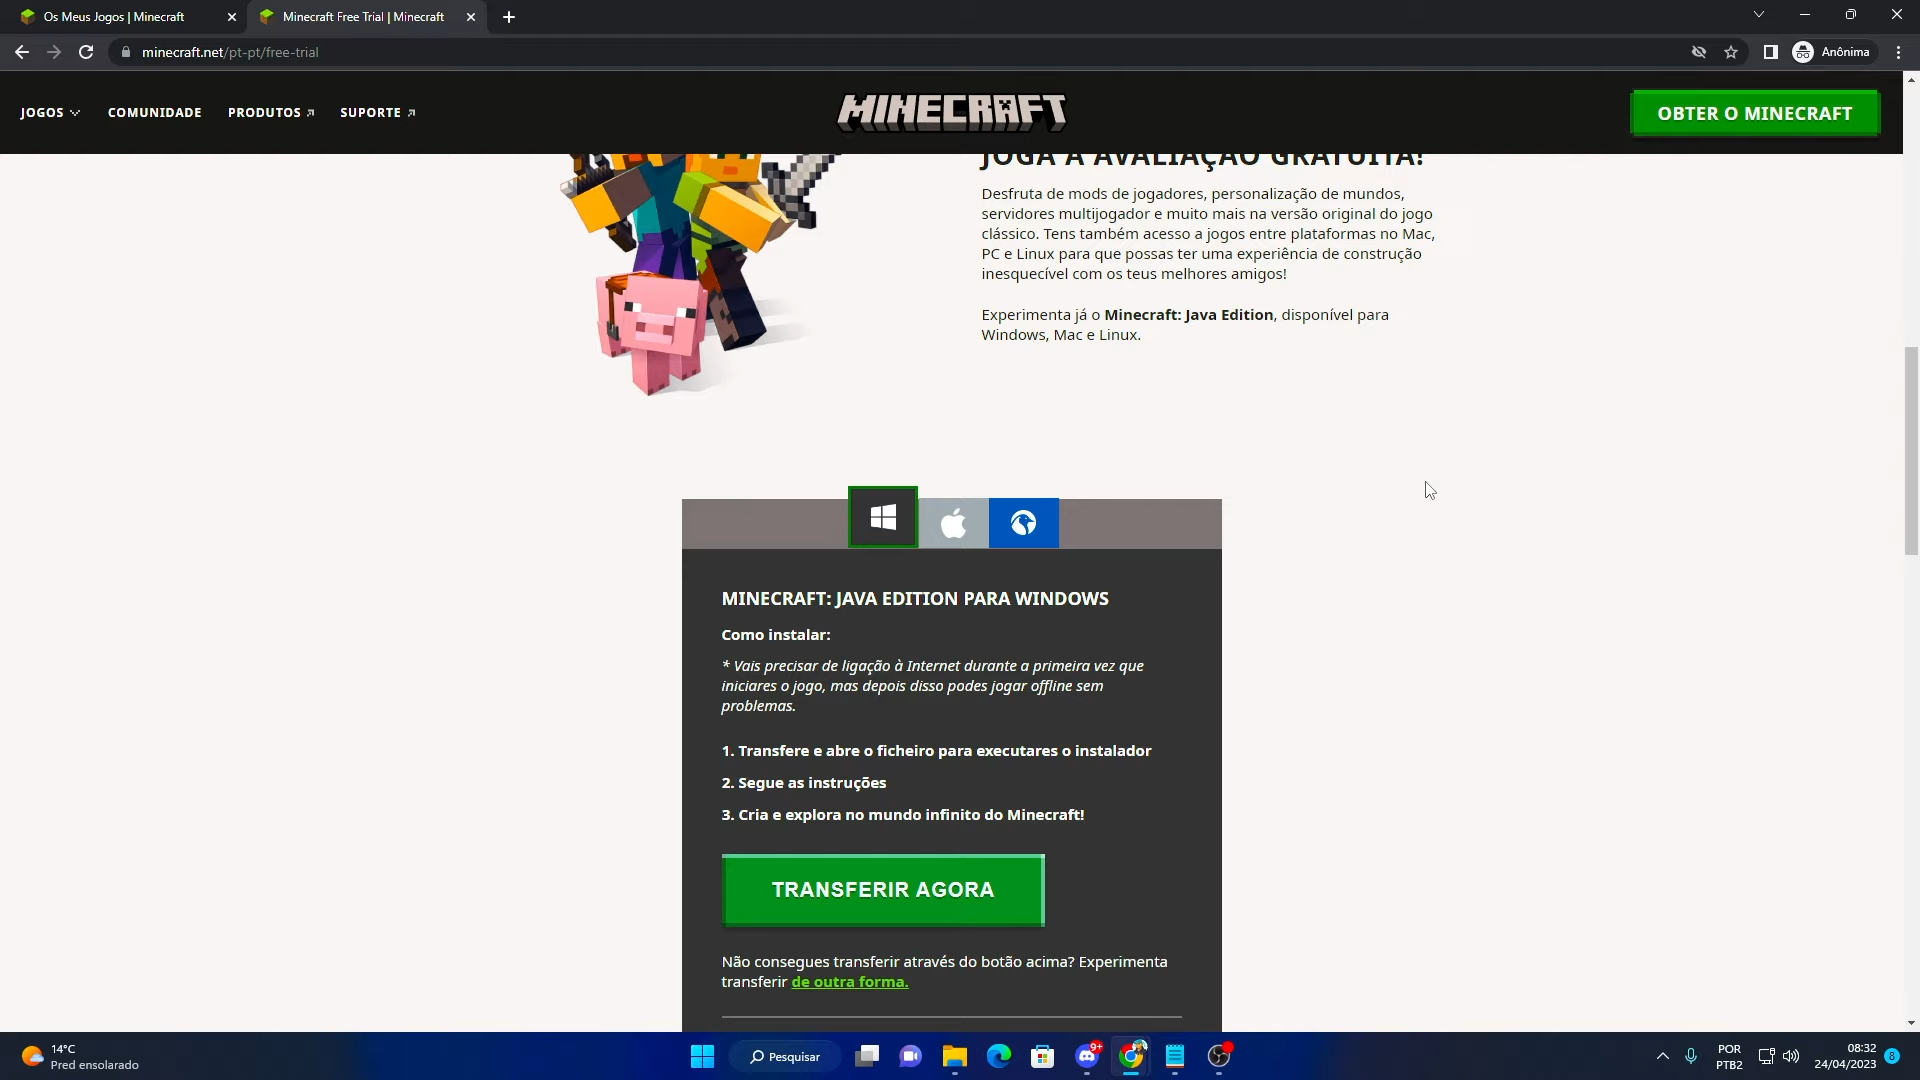 Os Meus Jogos | Minecraft
Minecraft Free Trial | Minecraft
minecraft.net/pt-pt/free-trial
Anónima
JOGOS
COMUNIDADE
PRODUTOS
SUPORTE
MINECRAFT
OBTER O MINECRAFT
JOGA A AVALIAÇÃO GRATUITA!
Desfruta de mods de jogadores, personalização de mundos,
servidores multijogador e muito mais na versão original do jogo
clássico. Tens também acesso a jogos entre plataformas no Mac,
PC e Linux para que possas ter uma experiência de construção
inesquecível com os teus melhores amigos!
Experimenta já o Minecraft: Java Edition, disponível para
Windows, Mac e Linux.
MINECRAFT: JAVA EDITION PARA WINDOWS
Como instalar:
* Vais precisar de ligação à Internet durante a primeira vez que
iniciares o jogo, mas depois disso podes jogar offline sem
problemas.
1. Transfere e abre o ficheiro para executares o instalador
2. Segue as instruções
3. Cria e explora no mundo infinito do Minecraft!
TRANSFERIR AGORA
Não consegues transferir através do botão acima? Experimenta
transferir de outra forma.
14°C
Pred ensolarado
Pesquisar
9+
POR
PTB2
08:32
24/04/2023
8